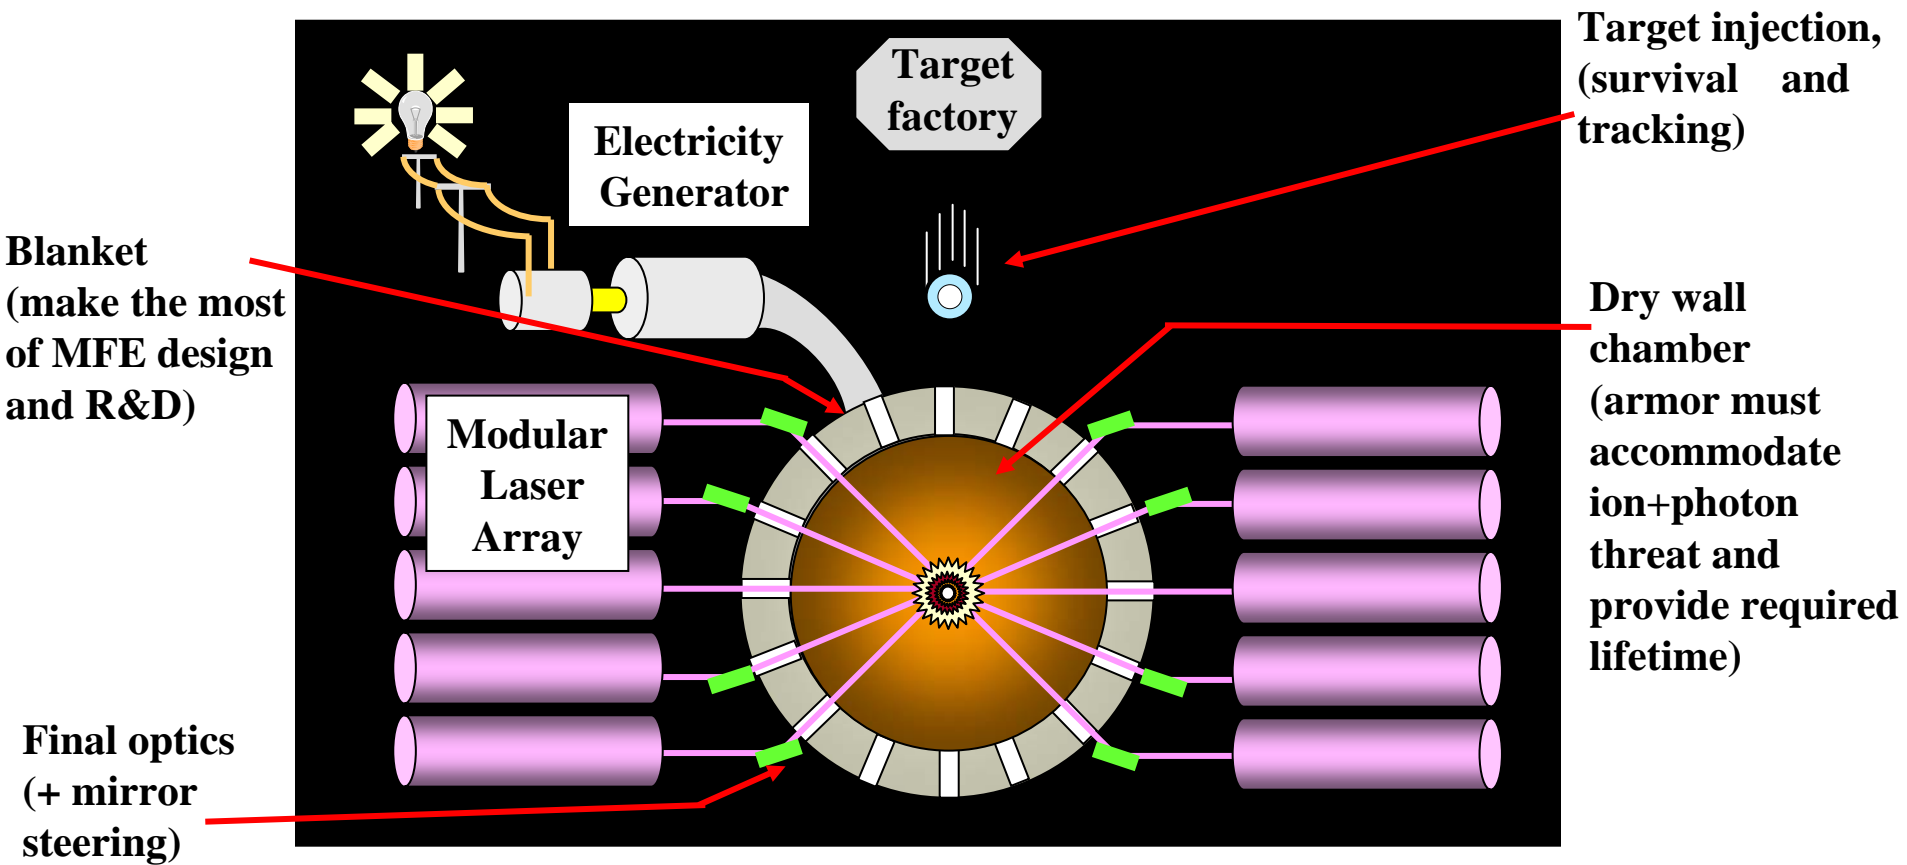 Target injection,
(survival and
tracking)
Target
factory
Electricity
Generator
Blanket
(make the most
of MFE design
and R&D)
Dry wall
chamber
(armor must
accommodate
ion+photon
threat and
provide required
lifetime)
Modular
Laser
Array
Final optics
(+ mirror
steering)